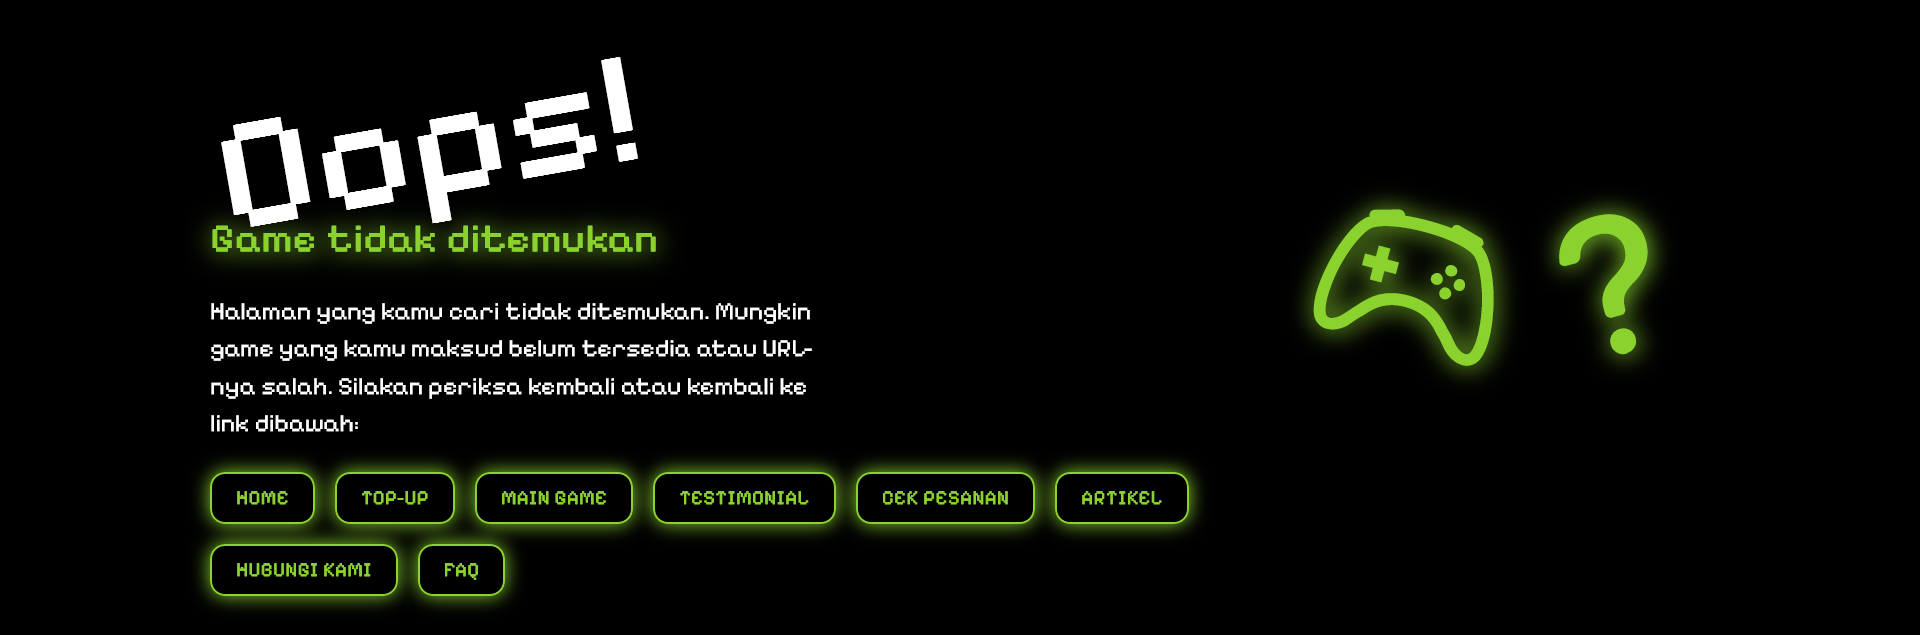 Oops!
Game tidak ditemukan
Halaman yang kamu cari tidak ditemukan. Mungkin
game yang kamu maksud belum tersedia atau URL-
nya salah. Silakan periksa kembali atau kembali ke
link dibawah:
HOME TOP-UP MAIN GAME TESTIMONIAL CEK PESANAN ARTIKEL
HUBUNGI KAMI FAQ